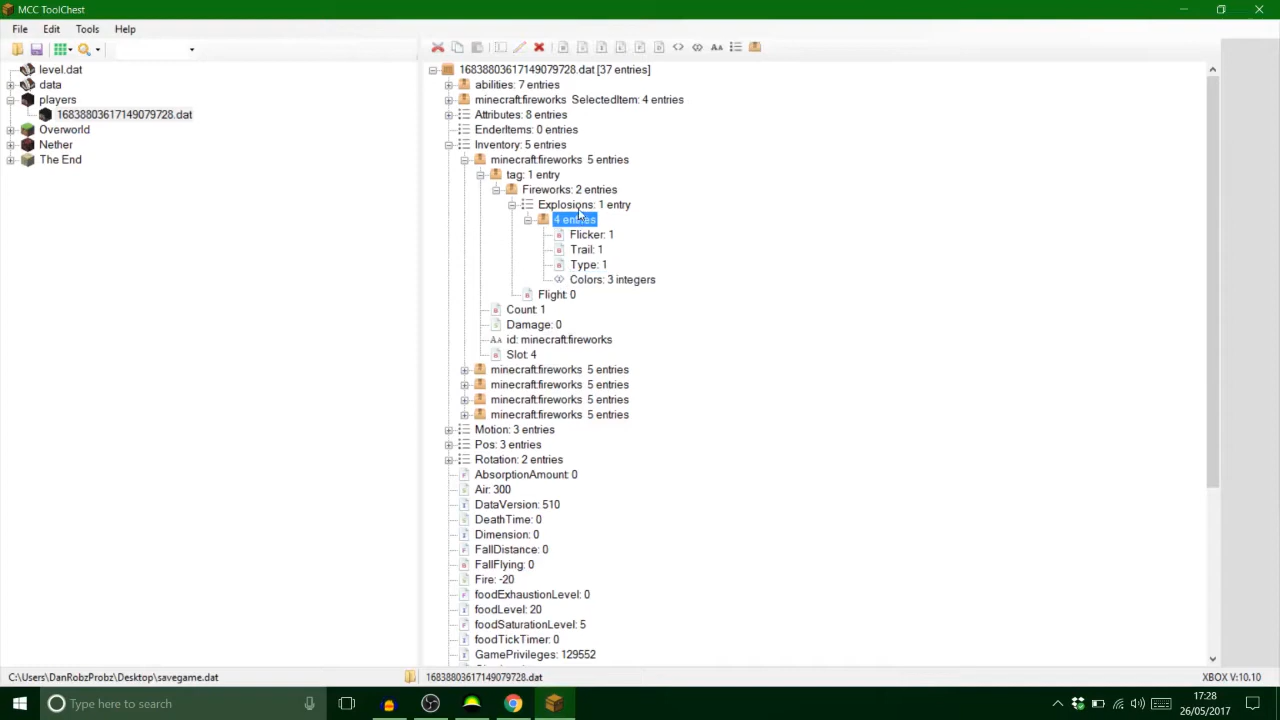 MCC ToolChest
File Edit Tools Help
level.dat
data
players
16838803617149079728.dat
Overworld
Nether
The End
16838803617149079728.dat [37 entries]
abilities: 7 entries
minecraft:fireworks SelectedItem: 4 entries
Attributes: 8 entries
EnderItems: 0 entries
Inventory: 5 entries
minecraft:fireworks 5 entries
tag: 1 entry
Fireworks: 2 entries
Explosions: 1 entry
4 entries
Flicker: 1
Trail: 1
Type: 1
Colors: 3 integers
Flight: 0
Count: 1
Damage: 0
id: minecraft:fireworks
Slot: 4
minecraft:fireworks 5 entries
minecraft:fireworks 5 entries
minecraft:fireworks 5 entries
minecraft:fireworks 5 entries
Motion: 3 entries
Pos: 3 entries
Rotation: 2 entries
AbsorptionAmount: 0
Air: 300
DataVersion: 510
DeathTime: 0
Dimension: 0
FallDistance: 0
FallFlying: 0
Fire: -20
foodExhaustionLevel: 0
foodLevel: 20
foodSaturationLevel: 5
foodTickTimer: 0
GamePrivileges: 129552
C:\Users\DanRobzProbz\Desktop\savegame.dat
16838803617149079728.dat
XBOX V:10.10
Type here to search
17:28
26/05/2017